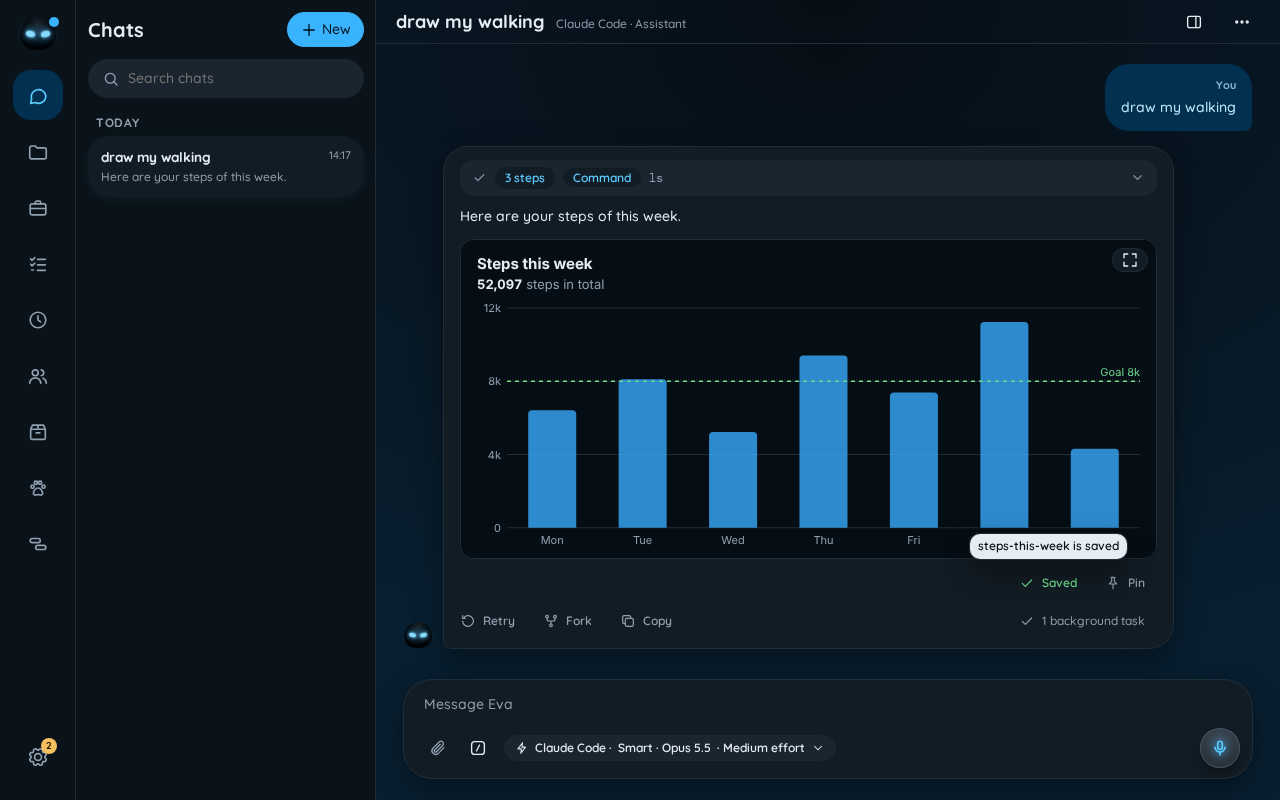 Chats
New
Search chats
TODAY
draw my walking
14:17
Here are your steps of this week.
2
draw my walking
Claude Code · Assistant
You
draw my walking
3 steps
Command
1s
Here are your steps of this week.
Steps this week
52,097 steps in total
12k
8k
4k
0
Goal 8k
Mon
Tue
Wed
Thu
Fri
steps-this-week is saved
Saved
Pin
Retry
Fork
Copy
1 background task
Message Eva
Claude Code · Smart · Opus 5.5 · Medium effort